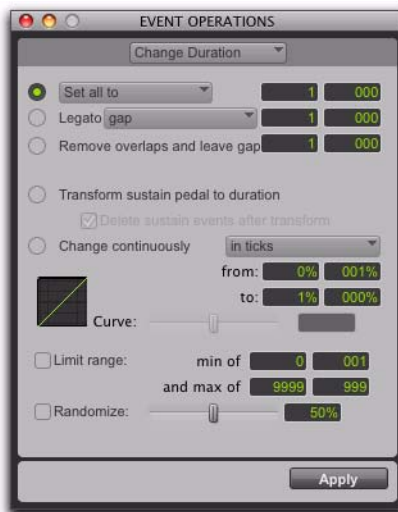 EVENT OPERATIONS
Change Duration
Set all to 1 000
Legato gap 1 000
Remove overlaps and leave gap 1 000
Transform sustain pedal to duration
Delete sustain events after transform
Change continuously in ticks
from: 0% 001%
to: 1% 000%
Curve:
Limit range: min of 0 001
and max of 9999 999
Randomize: 50%
Apply